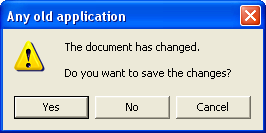 Any old application
The document has changed.
Do you want to save the changes?
Yes No Cancel